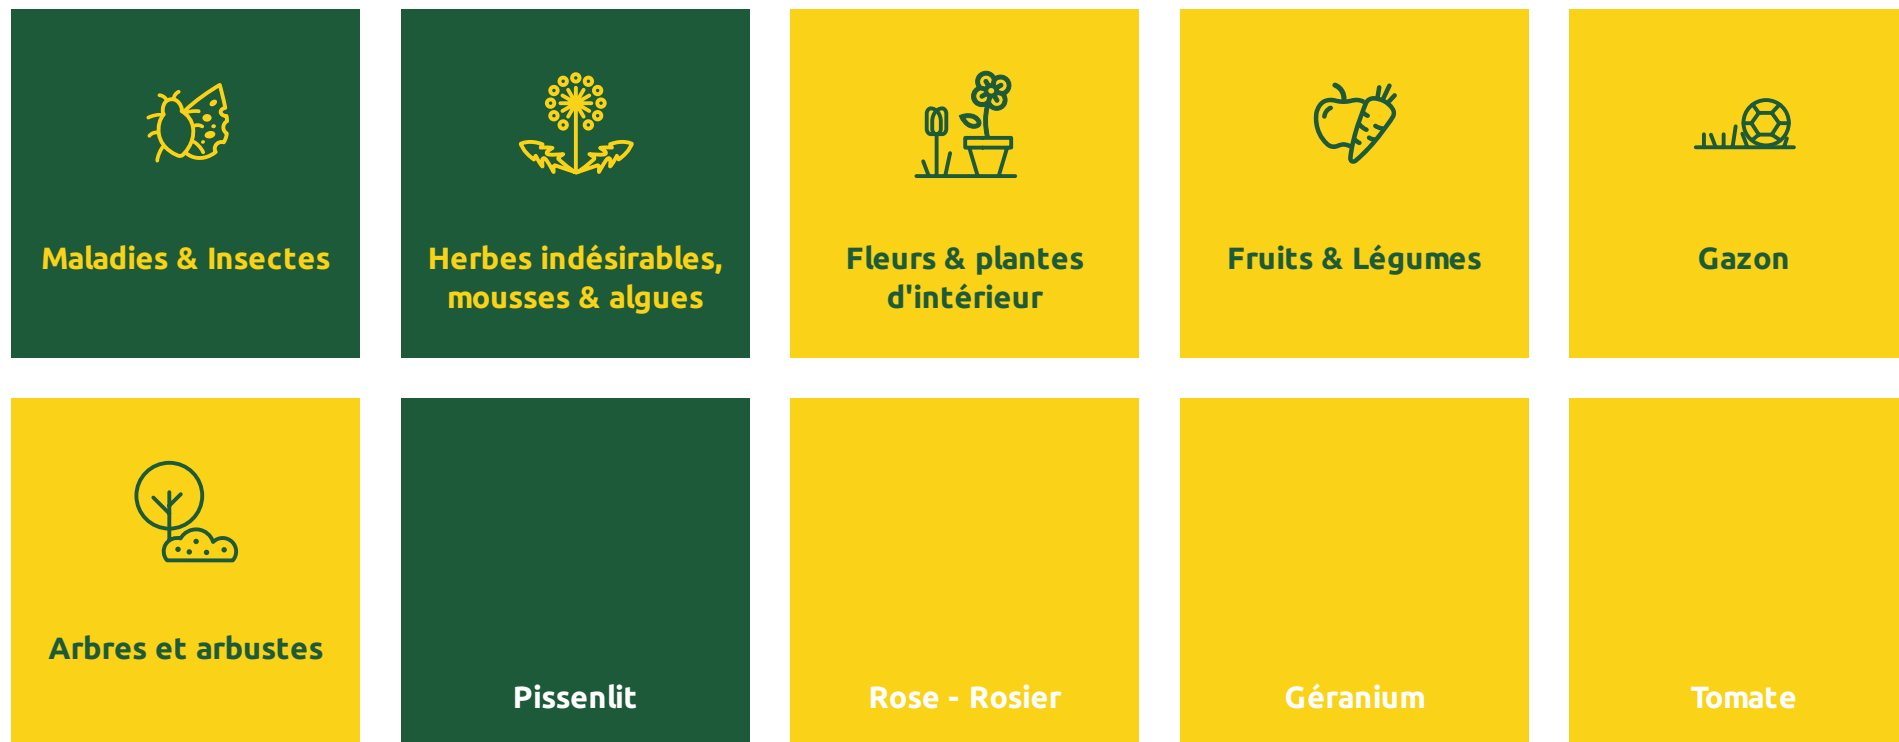 Maladies & Insectes
Herbes indésirables,
mousses & algues
Fleurs & plantes
d'intérieur
Fruits & Légumes
Gazon
Arbres et arbustes
Pissenlit
Rose - Rosier
Géranium
Tomate